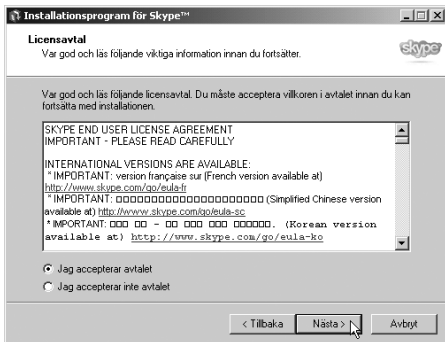 Installationsprogram för Skype™
Licensavtal
Var god och läs följande viktiga information innan du fortsätter.
skype
Var god och läs följande licensavtal. Du måste acceptera villkoren i avtalet innan du kan
fortsätta med installationen.
SKYPE END USER LICENSE AGREEMENT
IMPORTANT - PLEASE READ CAREFULLY
INTERNATIONAL VERSIONS ARE AVAILABLE:
* IMPORTANT: version française sur (French version available at)
http://www.skype.com/go/eula-fr
* IMPORTANT: □□□□□□□□□□□□□□□□□□□□□ (Simplified Chinese version
available at) http://www.skype.com/go/eula-sc
* IMPORTANT: □□□ □□ - □□ □□□ □□□ □□□□□□. (Korean version
available at) http://www.skype.com/go/eula-ko
Jag accepterar avtalet
Jag accepterar inte avtalet
< Tillbaka
Nästa >
Avbryt